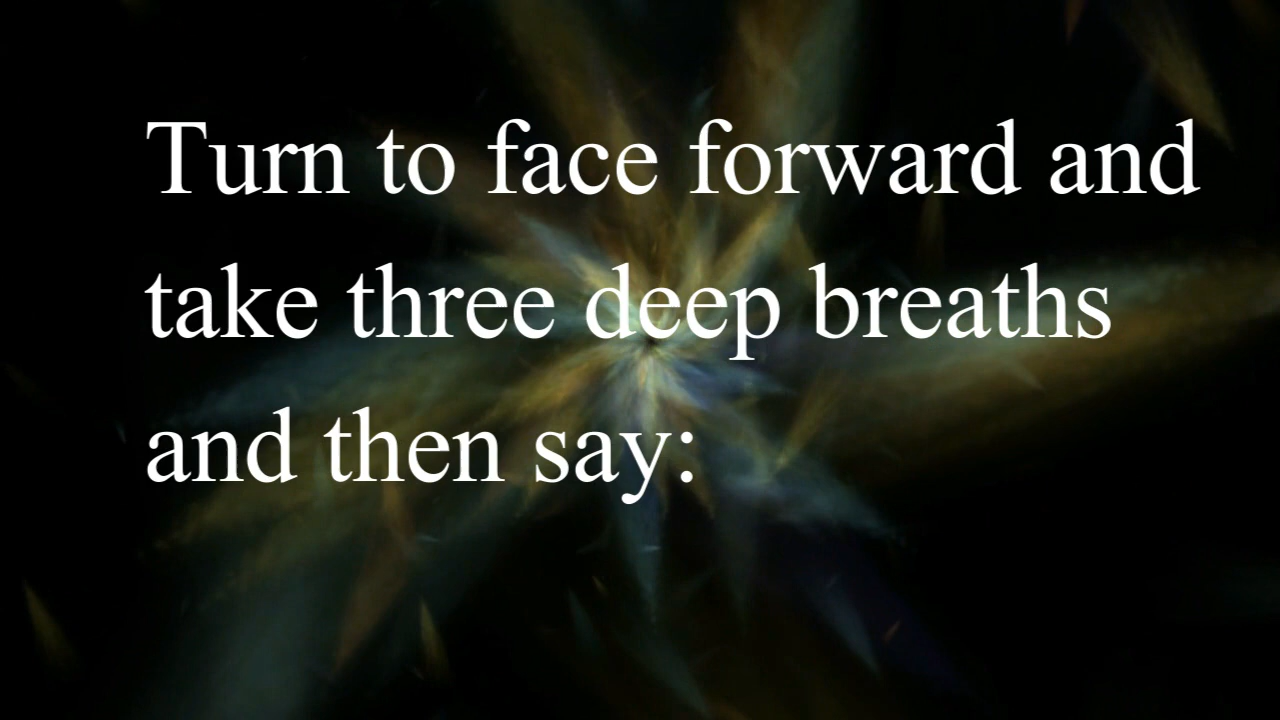 Turn to face forward and
take three deep breaths
and then say: